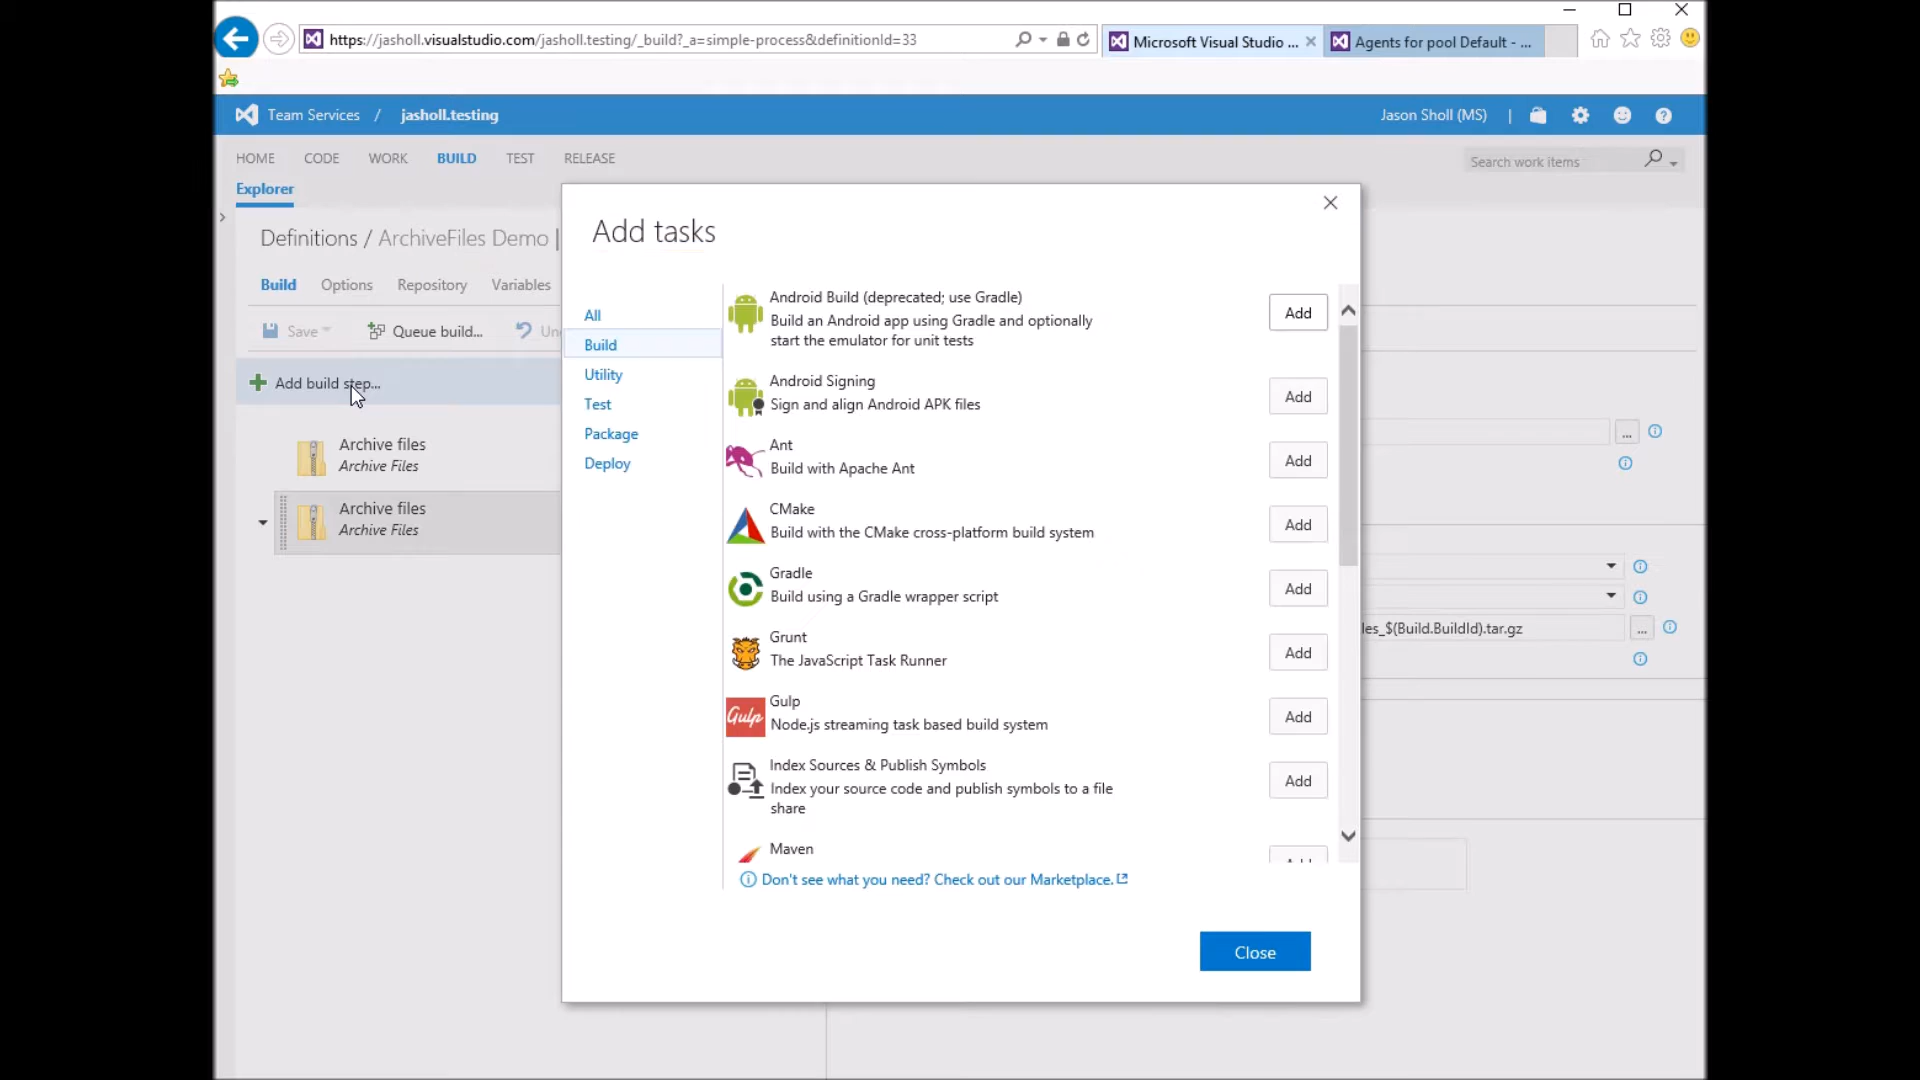 https://jasholl.visualstudio.com/jasholl.testing/_build?_a=simple-process&definitionId=33
Microsoft Visual Studio ...
Agents for pool Default - ...
Team Services / jasholl.testing
Jason Sholl (MS) |
HOME CODE WORK BUILD TEST RELEASE
Search work items
Explorer
Definitions / ArchiveFiles Demo |
Build Options Repository Variables
Save Queue build...
Add build step...
Archive files
Archive Files
Archive files
Archive Files
les_$(Build.BuildId).tar.gz
...
...
Add tasks
All
Build
Utility
Test
Package
Deploy
Android Build (deprecated; use Gradle)
Build an Android app using Gradle and optionally
start the emulator for unit tests
Add
Android Signing
Sign and align Android APK files
Add
Ant
Build with Apache Ant
Add
CMake
Build with the CMake cross-platform build system
Add
Gradle
Build using a Gradle wrapper script
Add
Grunt
The JavaScript Task Runner
Add
Gulp
Gulp
Node.js streaming task based build system
Add
Index Sources & Publish Symbols
Index your source code and publish symbols to a file
share
Add
Maven
Don't see what you need? Check out our Marketplace.
Close